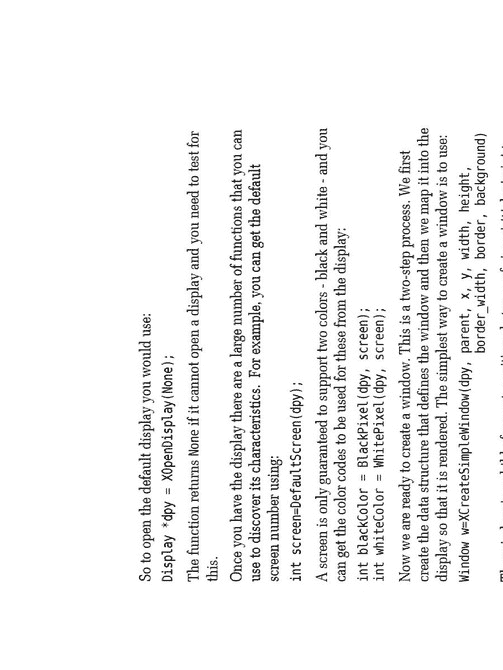 So to open the default display you would use:
Display *dpy = XOpenDisplay(None);
The function returns None if it cannot open a display and you need to test for
this.
Once you have the display there are a large number of functions that you can
use to discover its characteristics.  For example, you can get the default
screen number using:
int screen=DefaultScreen(dpy);
A screen is only guaranteed to support two colors - black and white - and you
can get the color codes to be used for these from the display:
int blackColor = BlackPixel(dpy, screen);
int whiteColor = WhitePixel(dpy, screen);
Now we are ready to create a window. This is a two-step process. We first
create the data structure that defines the window and then we map it into the
display so that it is rendered. The simplest way to create a window is to use:
Window w=XCreateSimpleWindow(dpy, parent, x, y, width, height,
border_width, border, background)